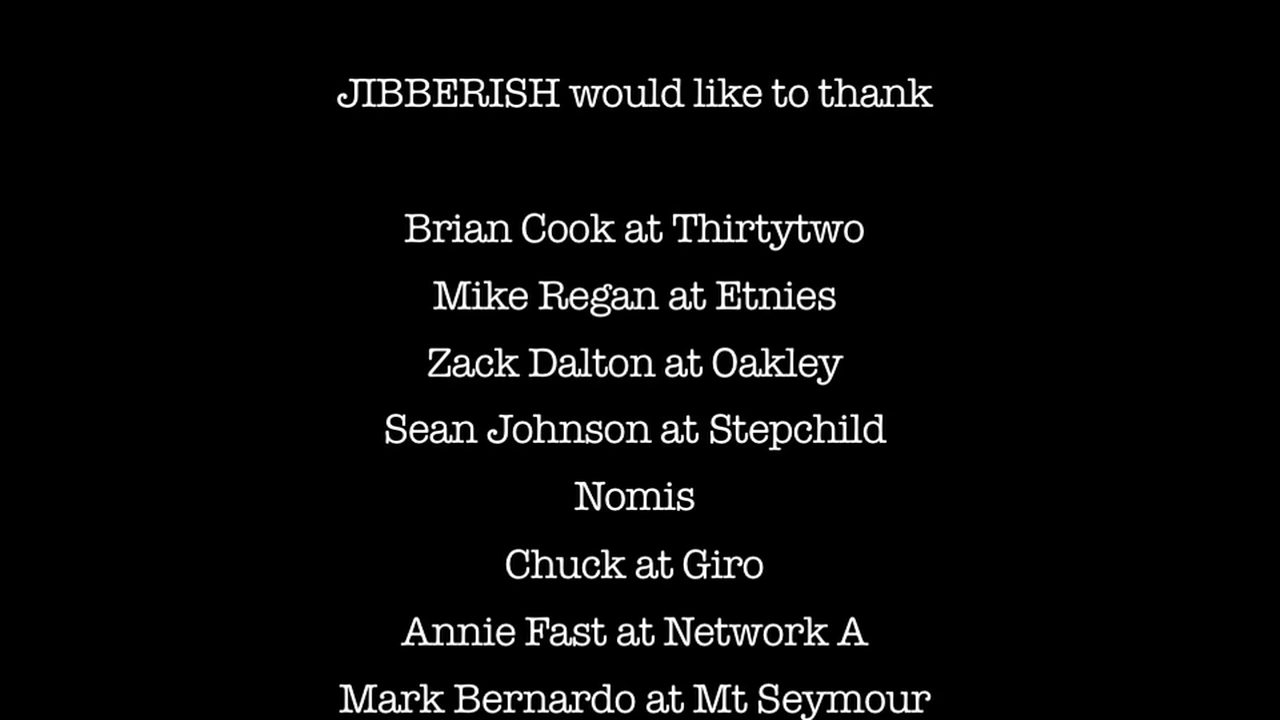 JIBBERISH would like to thank
Brian Cook at Thirtytwo
Mike Regan at Etnies
Zack Dalton at Oakley
Sean Johnson at Stepchild
Nomis
Chuck at Giro
Annie Fast at Network A
Mark Bernardo at Mt Seymour